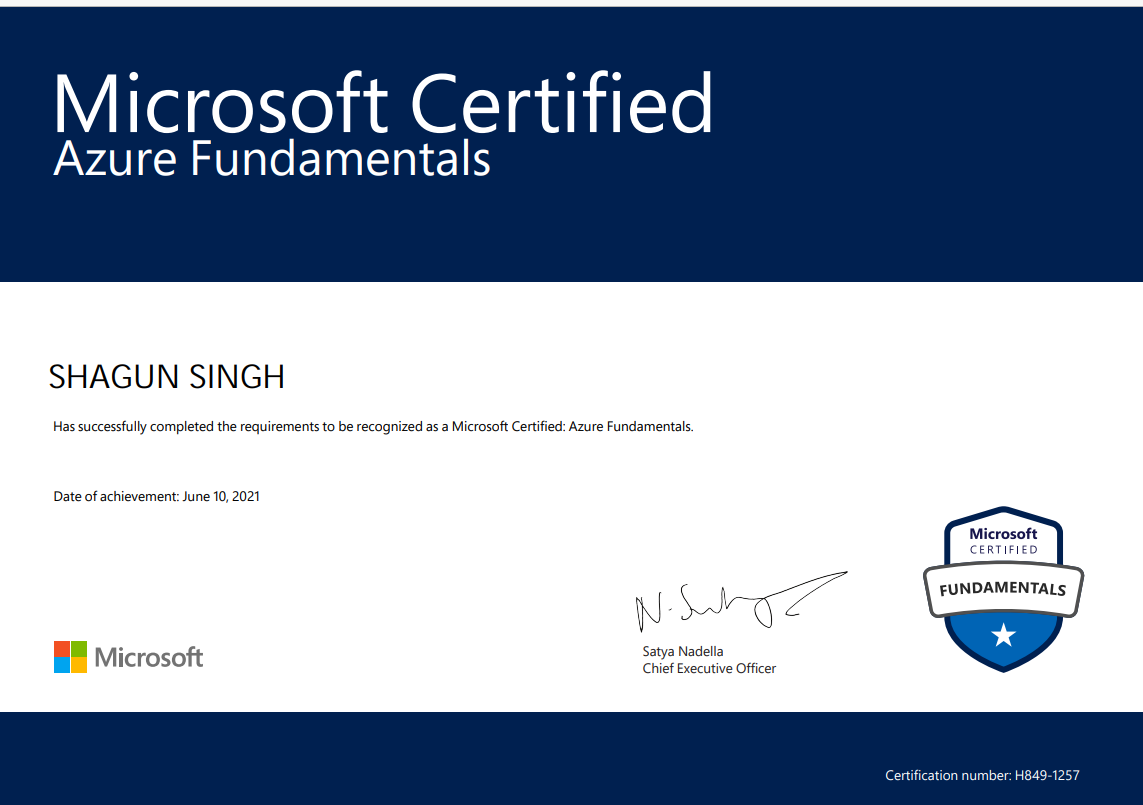 Microsoft Certified
Azure Fundamentals
SHAGUN SINGH
Has successfully completed the requirements to be recognized as a Microsoft Certified: Azure Fundamentals.
Date of achievement: June 10, 2021
Microsoft
CERTIFIED
FUNDAMENTALS
Satya Nadella
Chief Executive Officer
Microsoft
Certification number: H849-1257